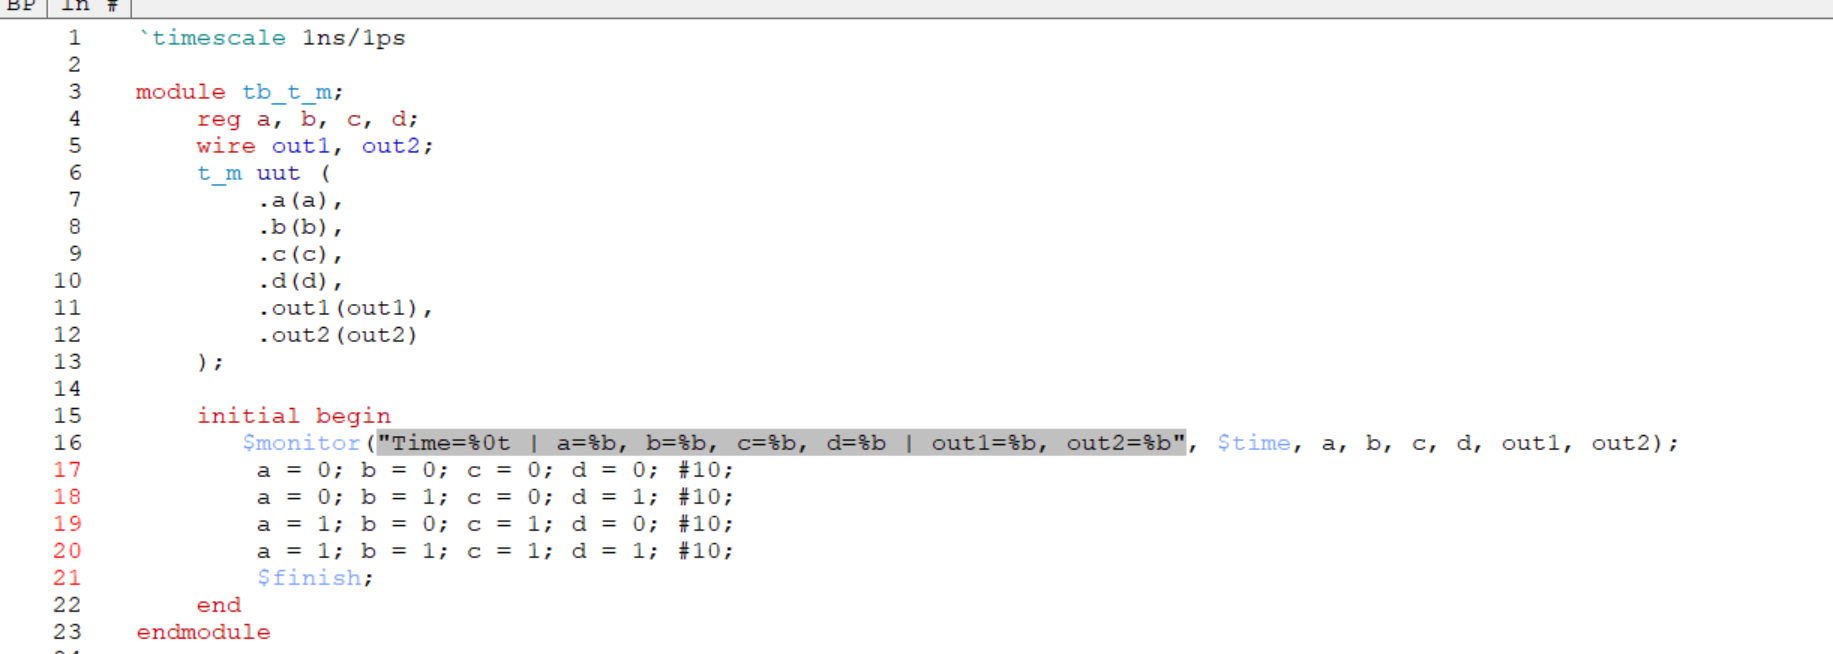 BP ln #
1 `timescale 1ns/1ps
2
3 module tb_t_m;
4 reg a, b, c, d;
5 wire out1, out2;
6 t_m uut (
7 .a(a),
8 .b(b),
9 .c(c),
10 .d(d),
11 .out1(out1),
12 .out2(out2)
13 );
14
15 initial begin
16 $monitor("Time=%0t | a=%b, b=%b, c=%b, d=%b | out1=%b, out2=%b", $time, a, b, c, d, out1, out2);
17 a = 0; b = 0; c = 0; d = 0; #10;
18 a = 0; b = 1; c = 0; d = 1; #10;
19 a = 1; b = 0; c = 1; d = 0; #10;
20 a = 1; b = 1; c = 1; d = 1; #10;
21 $finish;
22 end
23 endmodule